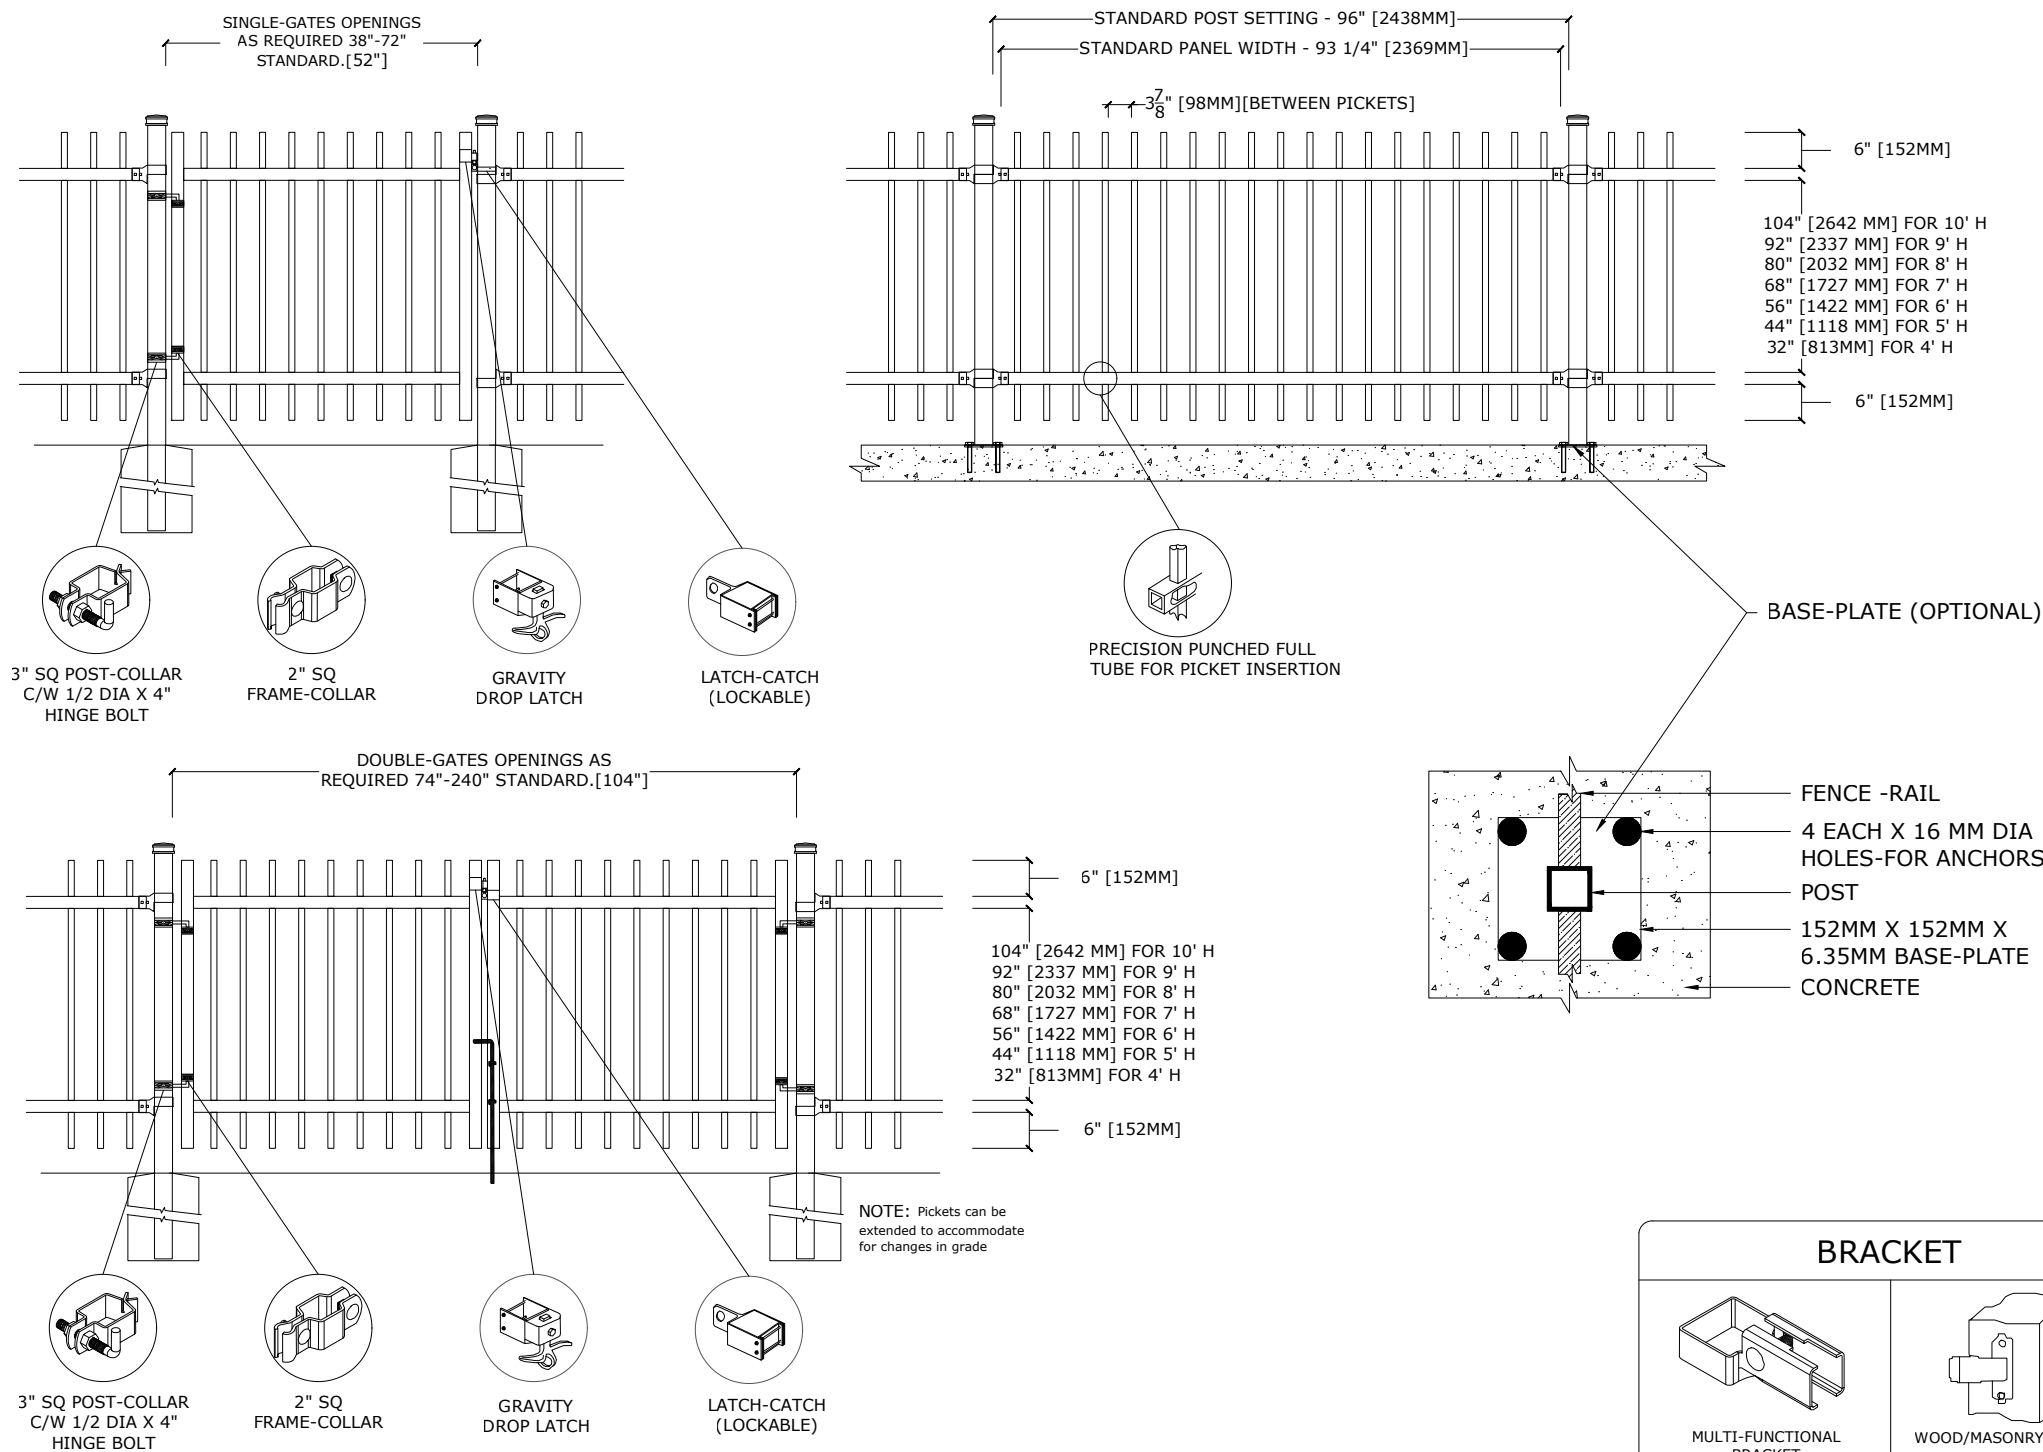 SINGLE-GATES OPENINGS
AS REQUIRED 38"-72"
STANDARD.[52"]
STANDARD POST SETTING - 96" [2438MM]
STANDARD PANEL WIDTH - 93 1/4" [2369MM]
3 7/8" [98MM][BETWEEN PICKETS]
6" [152MM]
104" [2642 MM] FOR 10' H
92" [2337 MM] FOR 9' H
80" [2032 MM] FOR 8' H
68" [1727 MM] FOR 7' H
56" [1422 MM] FOR 6' H
44" [1118 MM] FOR 5' H
32" [813MM] FOR 4' H
6" [152MM]
3" SQ POST-COLLAR
C/W 1/2 DIA X 4"
HINGE BOLT
2" SQ
FRAME-COLLAR
GRAVITY
DROP LATCH
LATCH-CATCH
(LOCKABLE)
PRECISION PUNCHED FULL
TUBE FOR PICKET INSERTION
BASE-PLATE (OPTIONAL)
FENCE -RAIL
4 EACH X 16 MM DIA
HOLES-FOR ANCHORS
POST
152MM X 152MM X
6.35MM BASE-PLATE
CONCRETE
DOUBLE-GATES OPENINGS AS
REQUIRED 74"-240" STANDARD.[104"]
6" [152MM]
104" [2642 MM] FOR 10' H
92" [2337 MM] FOR 9' H
80" [2032 MM] FOR 8' H
68" [1727 MM] FOR 7' H
56" [1422 MM] FOR 6' H
44" [1118 MM] FOR 5' H
32" [813MM] FOR 4' H
6" [152MM]
NOTE: Pickets can be
extended to accommodate
for changes in grade
3" SQ POST-COLLAR
C/W 1/2 DIA X 4"
HINGE BOLT
2" SQ
FRAME-COLLAR
GRAVITY
DROP LATCH
LATCH-CATCH
(LOCKABLE)
BRACKET
MULTI-FUNCTIONAL
BRACKET
WOOD/MASONRY